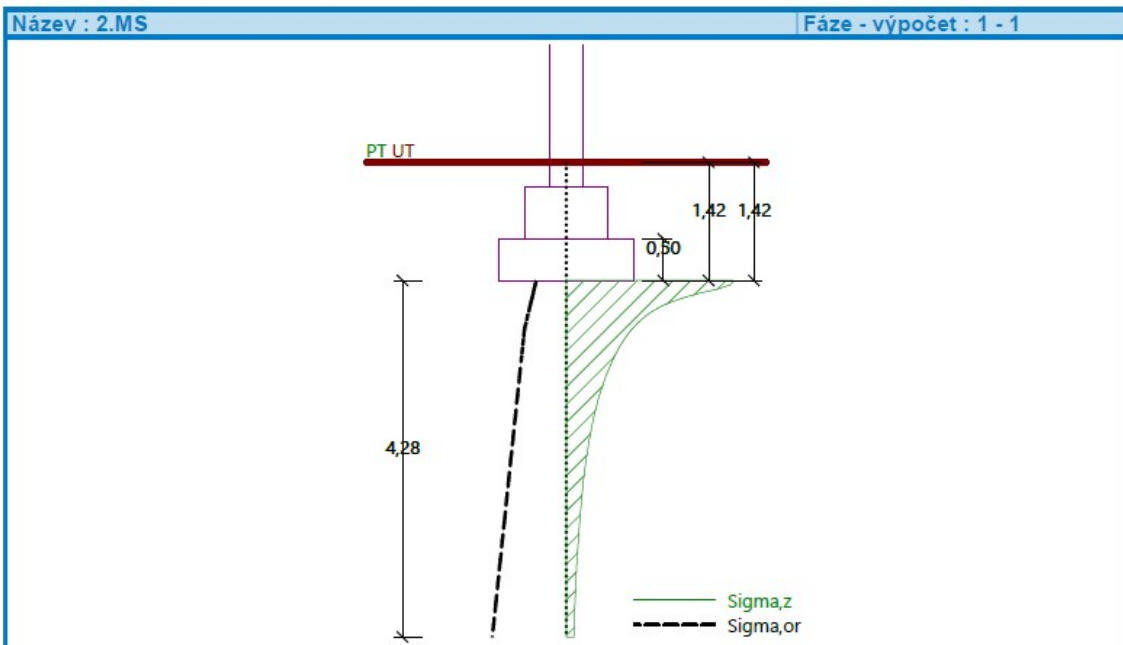 Název : 2.MS
Fáze - výpočet : 1 - 1
PT UT
1,42 1,42
0,50
4,28
Sigma,z
Sigma,or